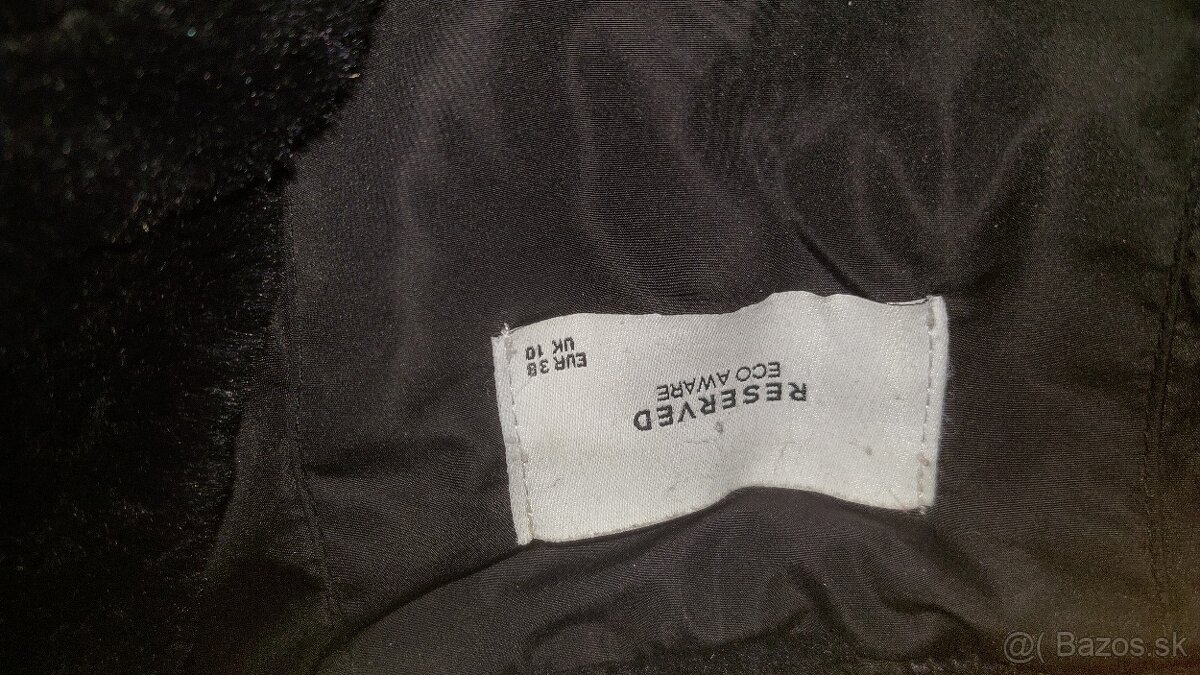 RESERVED
ECO AWARE
EUR 38
UK 10
@( Bazos.sk